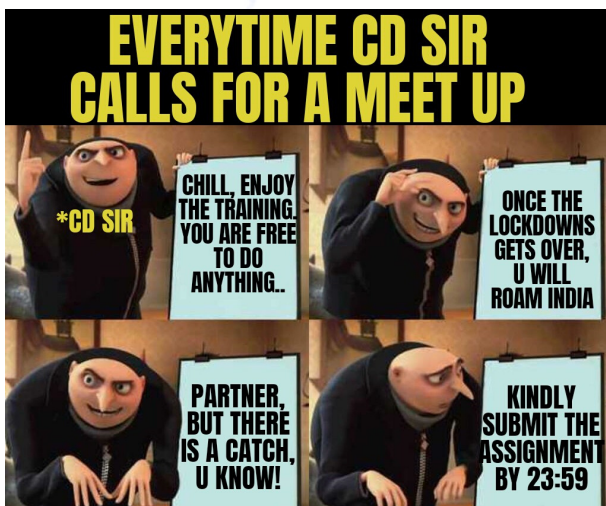 EVERYTIME CD SIR
CALLS FOR A MEET UP
*CD SIR
CHILL, ENJOY
THE TRAINING.
YOU ARE FREE
TO DO
ANYTHING..
ONCE THE
LOCKDOWNS
GETS OVER,
U WILL
ROAM INDIA
PARTNER,
BUT THERE
IS A CATCH,
U KNOW!
KINDLY
SUBMIT THE
ASSIGNMENT
BY 23:59